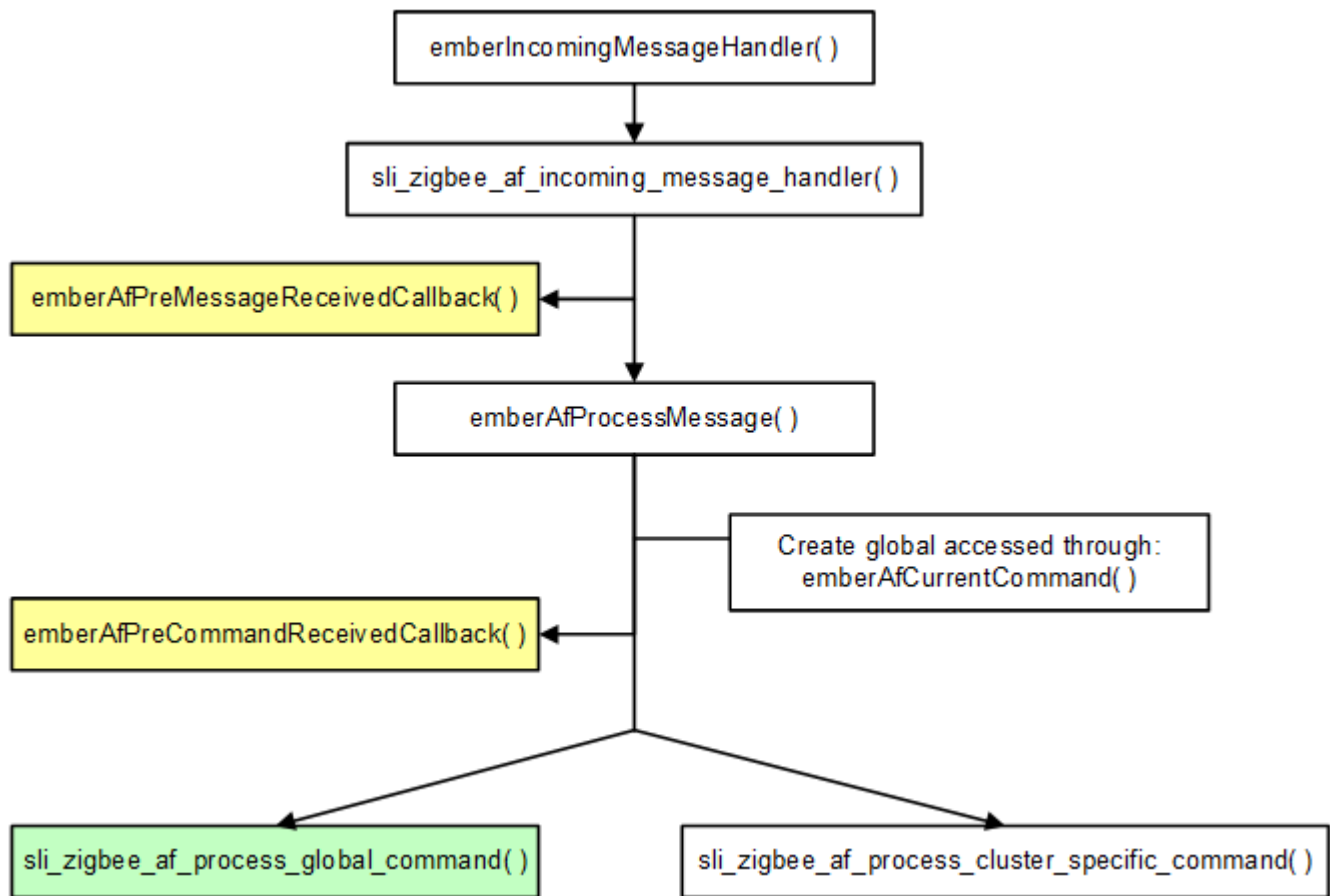 emberIncomingMessageHandler( )
sli_zigbee_af_incoming_message_handler( )
emberAfPreMessageReceivedCallback( )
emberAfProcessMessage( )
Create global accessed through:
emberAfCurrentCommand( )
emberAfPreCommandReceivedCallback( )
sli_zigbee_af_process_global_command( )
sli_zigbee_af_process_cluster_specific_command( )